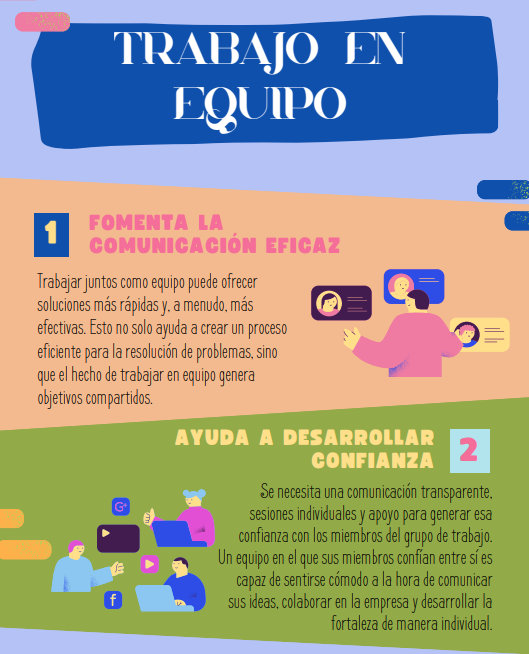 TRABAJO EN
EQUIPO
1
FOMENTA LA
COMUNICACIÓN EFICAZ
Trabajar juntos como equipo puede ofrecer
soluciones más rápidas y, a menudo, más
efectivas. Esto no solo ayuda a crear un proceso
eficiente para la resolución de problemas, sino
que el hecho de trabajar en equipo genera
objetivos compartidos.
AYUDA A DESARROLLAR
CONFIANZA
2
Se necesita una comunicación transparente,
sesiones individuales y apoyo para generar esa
confianza con los miembros del grupo de trabajo.
Un equipo en el que sus miembros confían entre sí es
capaz de sentirse cómodo a la hora de comunicar
sus ideas, colaborar en la empresa y desarrollar la
fortaleza de manera individual.
G+
f